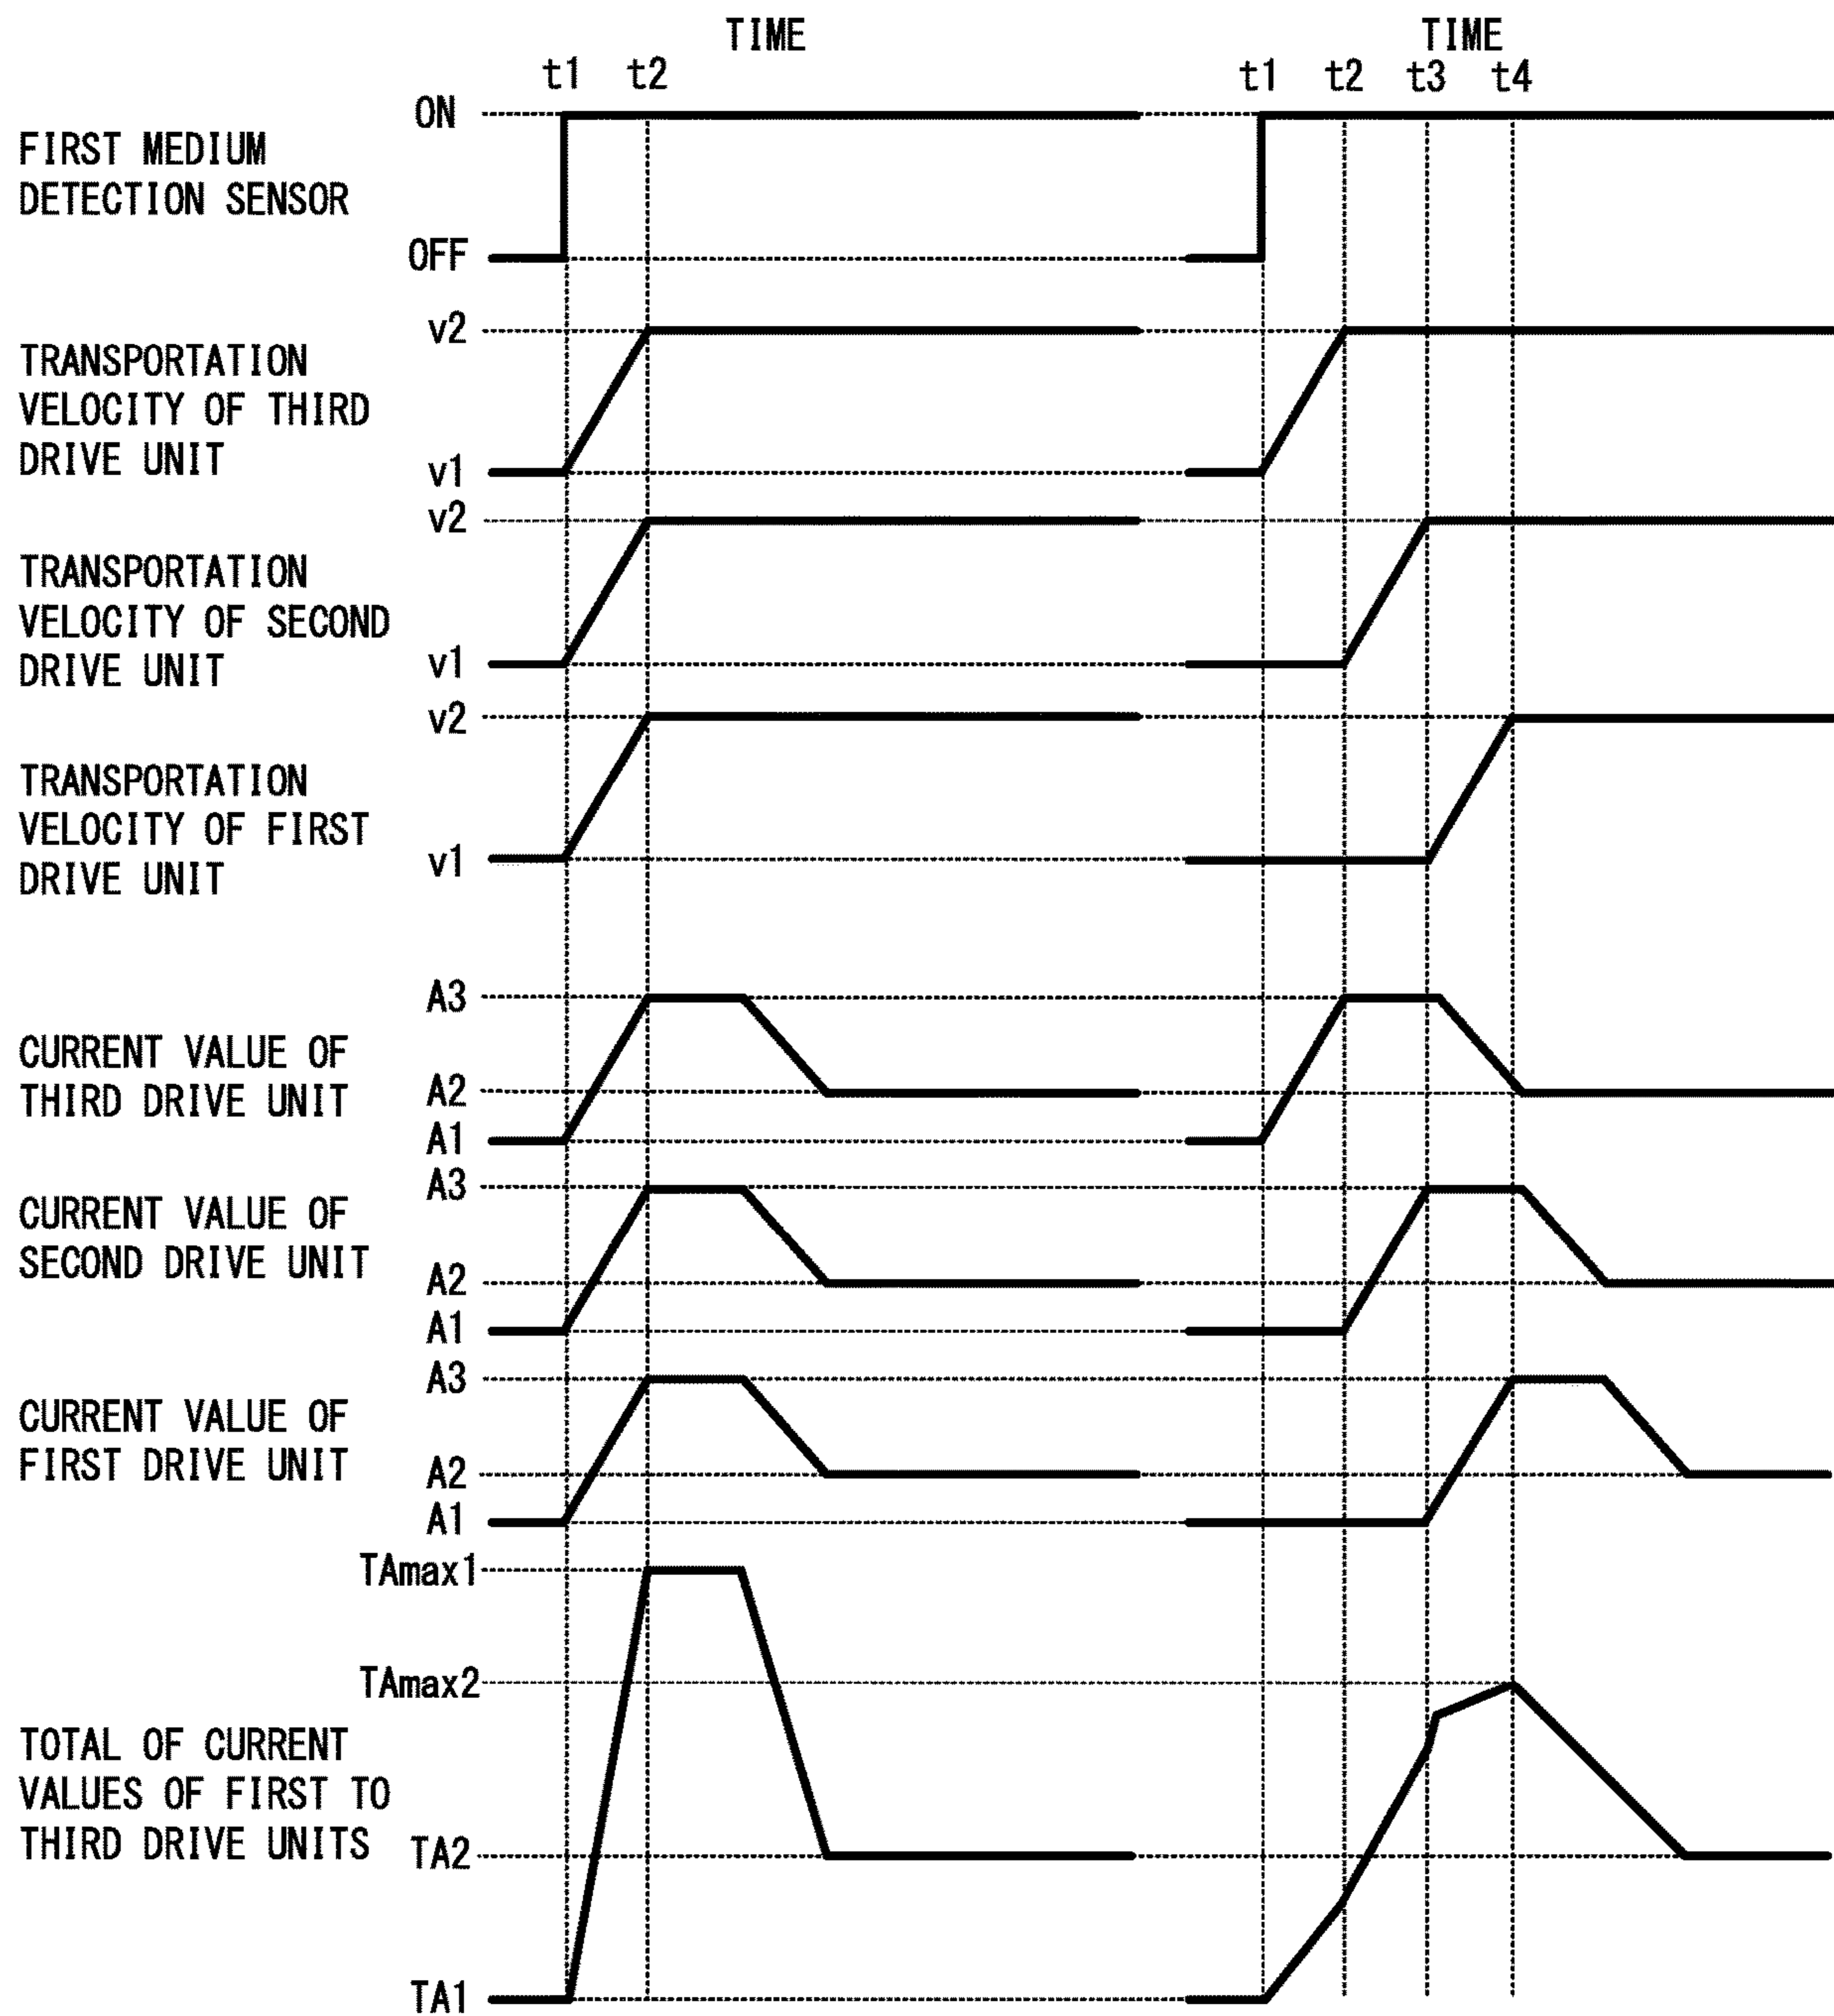 TIME TIME
t1 t2 t1 t2 t3 t4
ON
FIRST MEDIUM
DETECTION SENSOR
OFF
v2
TRANSPORTATION
VELOCITY OF THIRD
DRIVE UNIT
v1
v2
TRANSPORTATION
VELOCITY OF SECOND
DRIVE UNIT
v1
v2
TRANSPORTATION
VELOCITY OF FIRST
DRIVE UNIT
v1
A3
CURRENT VALUE OF
THIRD DRIVE UNIT
A2
A1
A3
CURRENT VALUE OF
SECOND DRIVE UNIT
A2
A1
A3
CURRENT VALUE OF
FIRST DRIVE UNIT
A2
A1
TAmax1
TAmax2
TOTAL OF CURRENT
VALUES OF FIRST TO
THIRD DRIVE UNITS
TA2
TA1